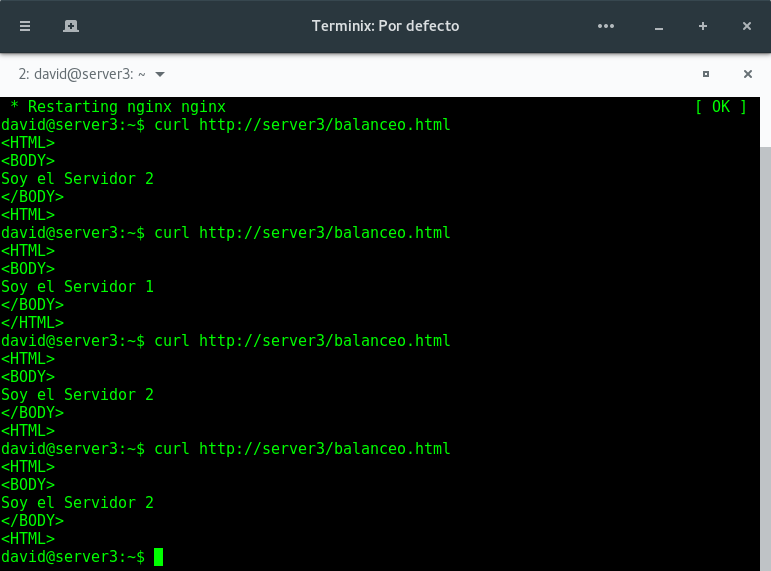 Terminix: Por defecto
2: david@server3: ~
* Restarting nginx nginx [ OK ]
david@server3:~$ curl http://server3/balanceo.html
<HTML>
<BODY>
Soy el Servidor 2
</BODY>
<HTML>
david@server3:~$ curl http://server3/balanceo.html
<HTML>
<BODY>
Soy el Servidor 1
</BODY>
</HTML>
david@server3:~$ curl http://server3/balanceo.html
<HTML>
<BODY>
Soy el Servidor 2
</BODY>
<HTML>
david@server3:~$ curl http://server3/balanceo.html
<HTML>
<BODY>
Soy el Servidor 2
</BODY>
<HTML>
david@server3:~$